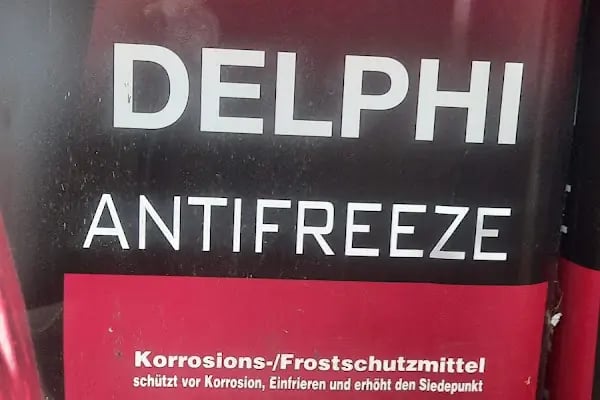 DELPHI
ANTIFREEZE
Korrosions-/Frostschutzmittel
schützt vor Korrosion, Einfrieren und erhöht den Siedepunkt